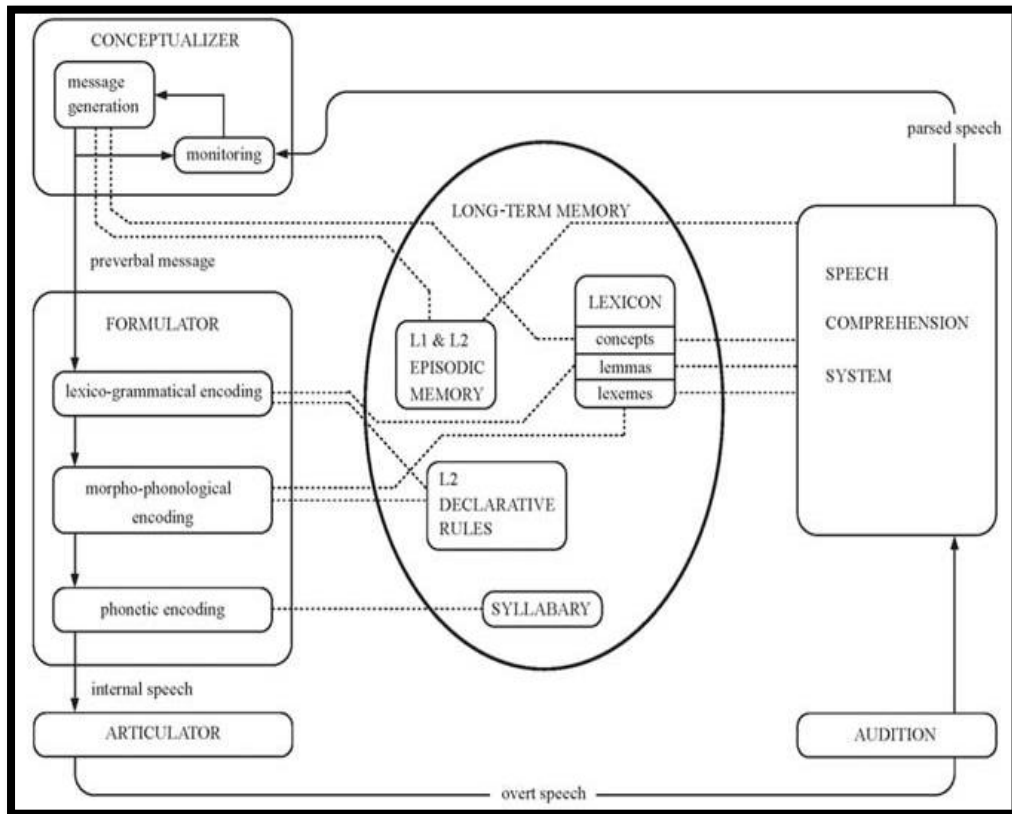 CONCEPTUALIZER
message
generation
monitoring
parsed speech
LONG-TERM MEMORY
preverbal message
SPEECH
COMPREHENSION
SYSTEM
FORMULATOR
LEXICON
concepts
lemmas
lexemes
L1 & L2
EPISODIC
MEMORY
lexico-grammatical encoding
morpho-phonological
encoding
L2
DECLARATIVE
RULES
phonetic encoding
SYLLABARY
internal speech
ARTICULATOR
AUDITION
overt speech